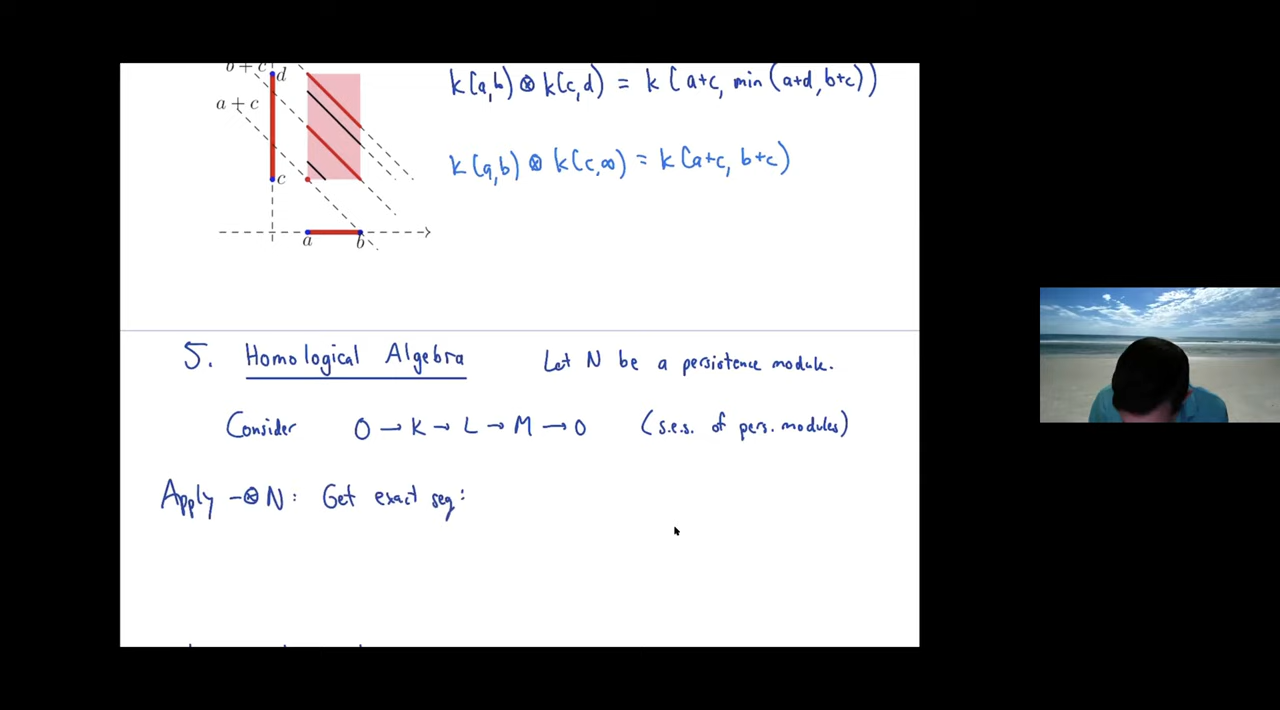 b + c
d
a + c
c
a
b
k[a,b) ⊗ k[c,d) = k[a+c, min(a+d, b+c))
k[a,b) ⊗ k[c,∞) = k[a+c, b+c)
5. Homological Algebra Let N be a persistence module.
Consider 0 → K → L → M → 0 (s.e.s. of pers. modules)
Apply -⊗N: Get exact seq: